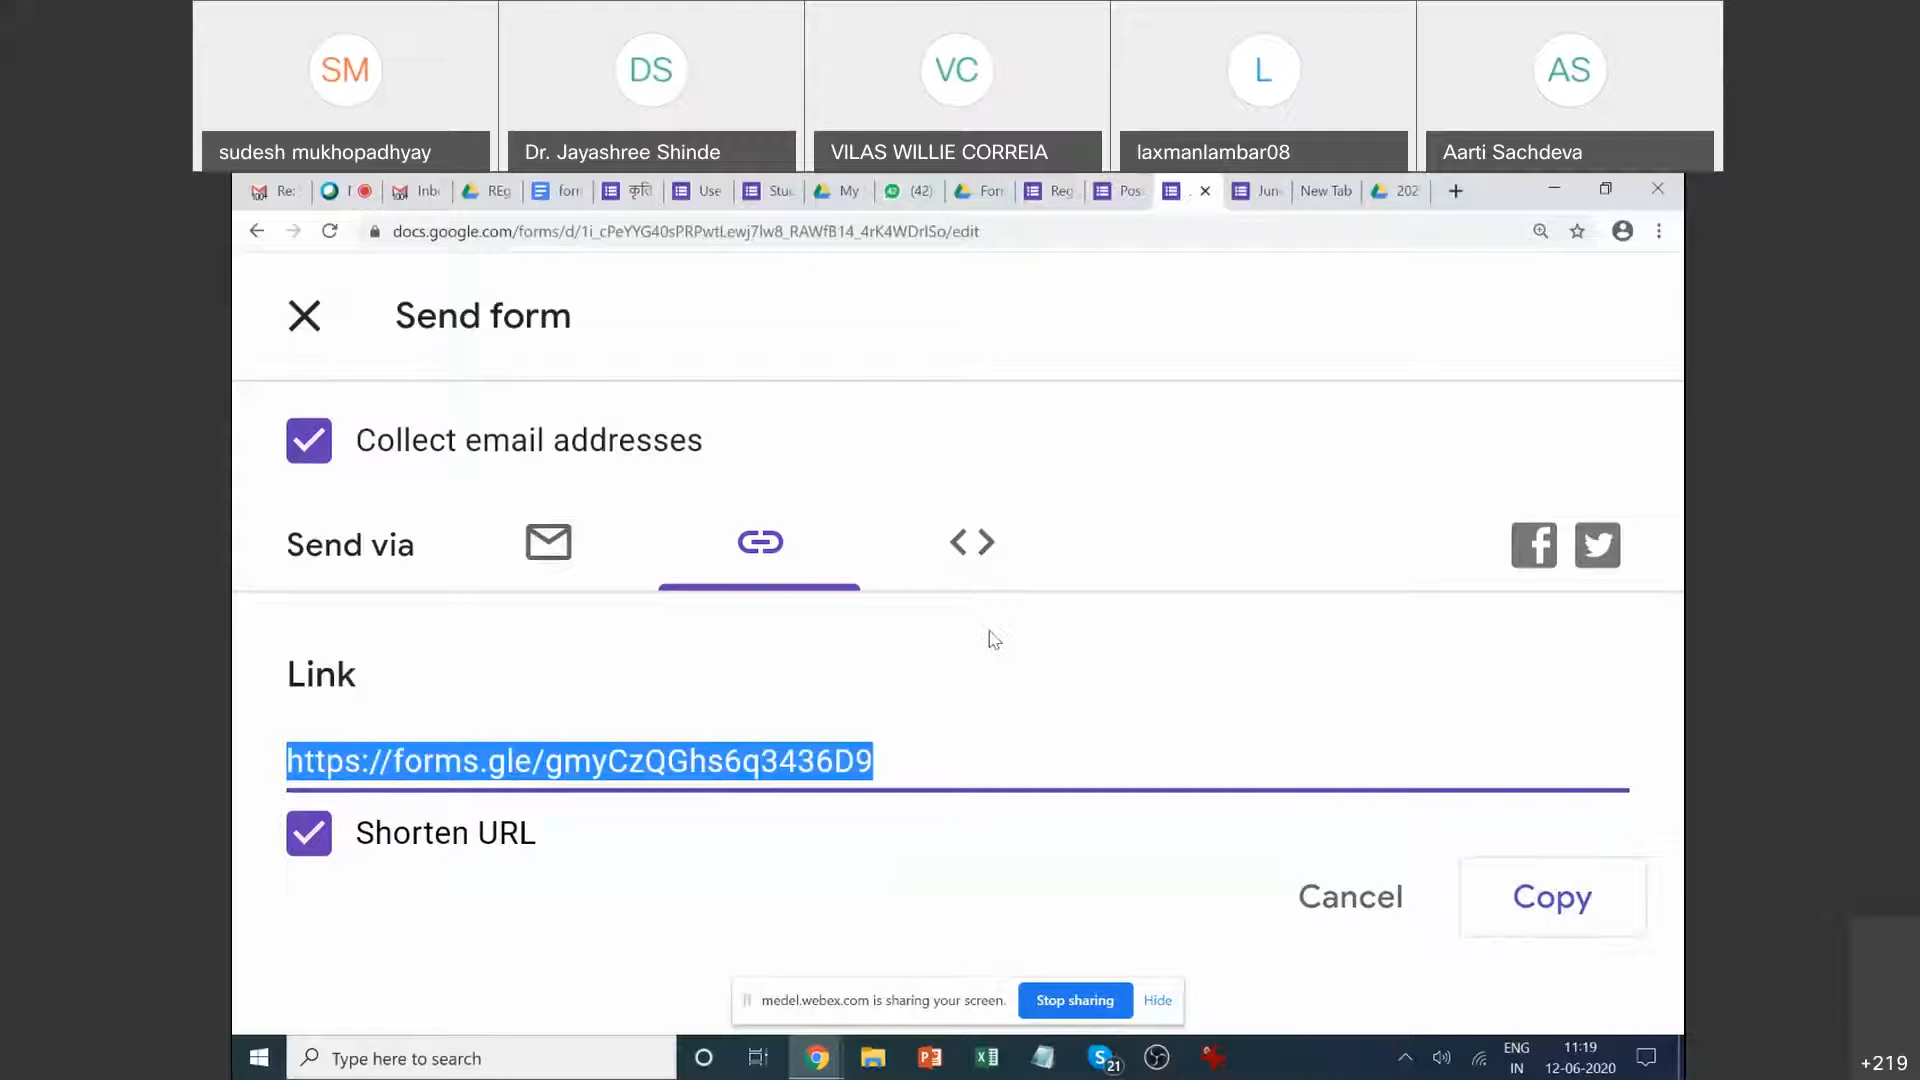 SM
DS
VC
L
AS
sudesh mukhopadhyay
Dr. Jayashree Shinde
VILAS WILLIE CORREIA
laxmanlambar08
Aarti Sachdeva
Re:
Inb
REg
forn
कृति
Use
Stu
My
(42)
Forr
Reg
Pos
Jun
New Tab
202
docs.google.com/forms/d/1i_cPeYYG40sPRPwtLewj7lw8_RAWfB14_4rK4WDrlSo/edit
Send form
Collect email addresses
Send via
Link
https://forms.gle/gmyCzQGhs6q3436D9
Shorten URL
Cancel
Copy
medel.webex.com is sharing your screen.
Stop sharing
Hide
Type here to search
21
ENG
IN
11:19
12-06-2020
+219